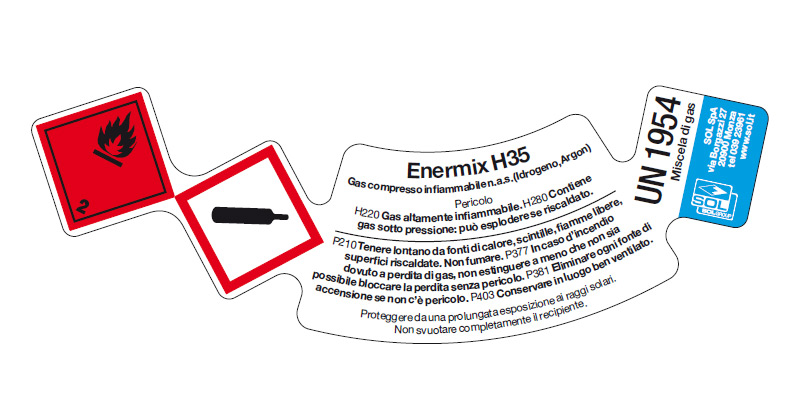 2
Enermix H35
Gas compresso infiammabile n.a.s. (Idrogeno, Argon)
Pericolo
H220 Gas altamente infiammabile. H280 Contiene
gas sotto pressione: può esplodere se riscaldato.
P210 Tenere lontano da fonti di calore, scintille, fiamme libere,
superfici riscaldate. Non fumare. P377 In caso d'incendio
dovuto a perdita di gas, non estinguere a meno che non sia
possibile bloccare la perdita senza pericolo. P381 Eliminare ogni fonte di
accensione se non c'è pericolo. P403 Conservare in luogo ben ventilato.
Proteggere da una prolungata esposizione ai raggi solari.
Non svuotare completamente il recipiente.
UN 1954
Miscela di gas
SOL SpA
via Borgazzi 27
20900 Monza
tel 039 23961
www.sol.it
SOL
SOLGROUP